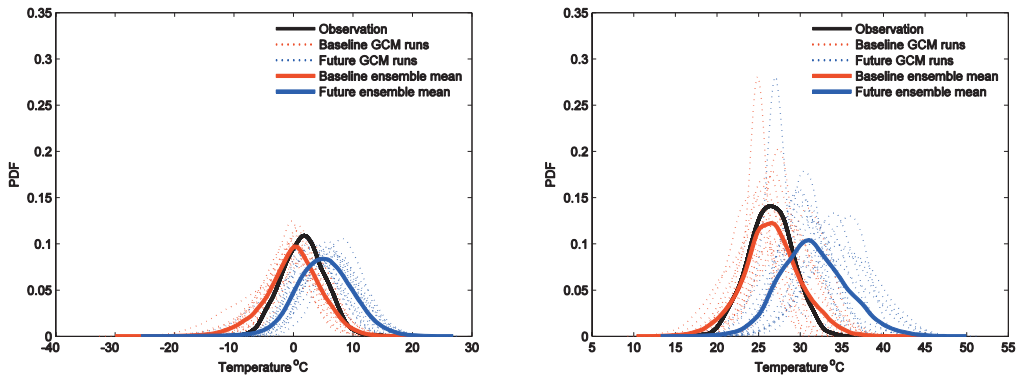 0.35
0.3
0.25
0.2
0.15
0.1
0.05
0
PDF
-40
-30
-20
-10
0
10
20
30
Temperature °C
Observation
Baseline GCM runs
Future GCM runs
Baseline ensemble mean
Future ensemble mean
0.35
0.3
0.25
0.2
0.15
0.1
0.05
0
PDF
5
10
15
20
25
30
35
40
45
50
55
Temperature °C
Observation
Baseline GCM runs
Future GCM runs
Baseline ensemble mean
Future ensemble mean